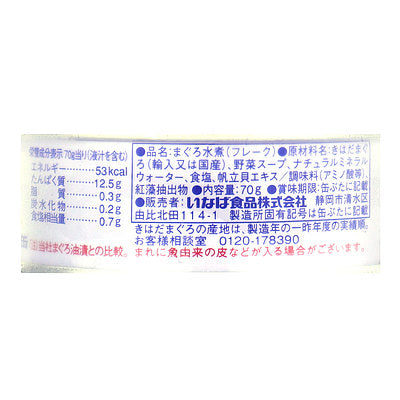 栄養成分表示 70g当り(液汁を含む)
エネルギー 53kcal
たんぱく質 12.5g
脂質 0.3g
炭水化物 0.2g
食塩相当量 0.7g
当社まぐろ油漬との比較。
●品名:まぐろ水煮(フレーク)●原材料名:きはだまぐ
ろ(輸入又は国産)、野菜スープ、ナチュラルミネラル
ウォーター、食塩、帆立貝エキス/調味料(アミノ酸等)、
紅藻抽出物 ●内容量:70g ●賞味期限:缶ぶたに記載
●販売者:いなば食品株式会社 静岡市清水区
由比北田114-1 製造所固有記号は缶ぶたに記載
きはだまぐろの産地は、製造年の一昨年度の実績順。
お客様相談室 0120-178390
まれに魚由来の皮などが入る場合がございます。